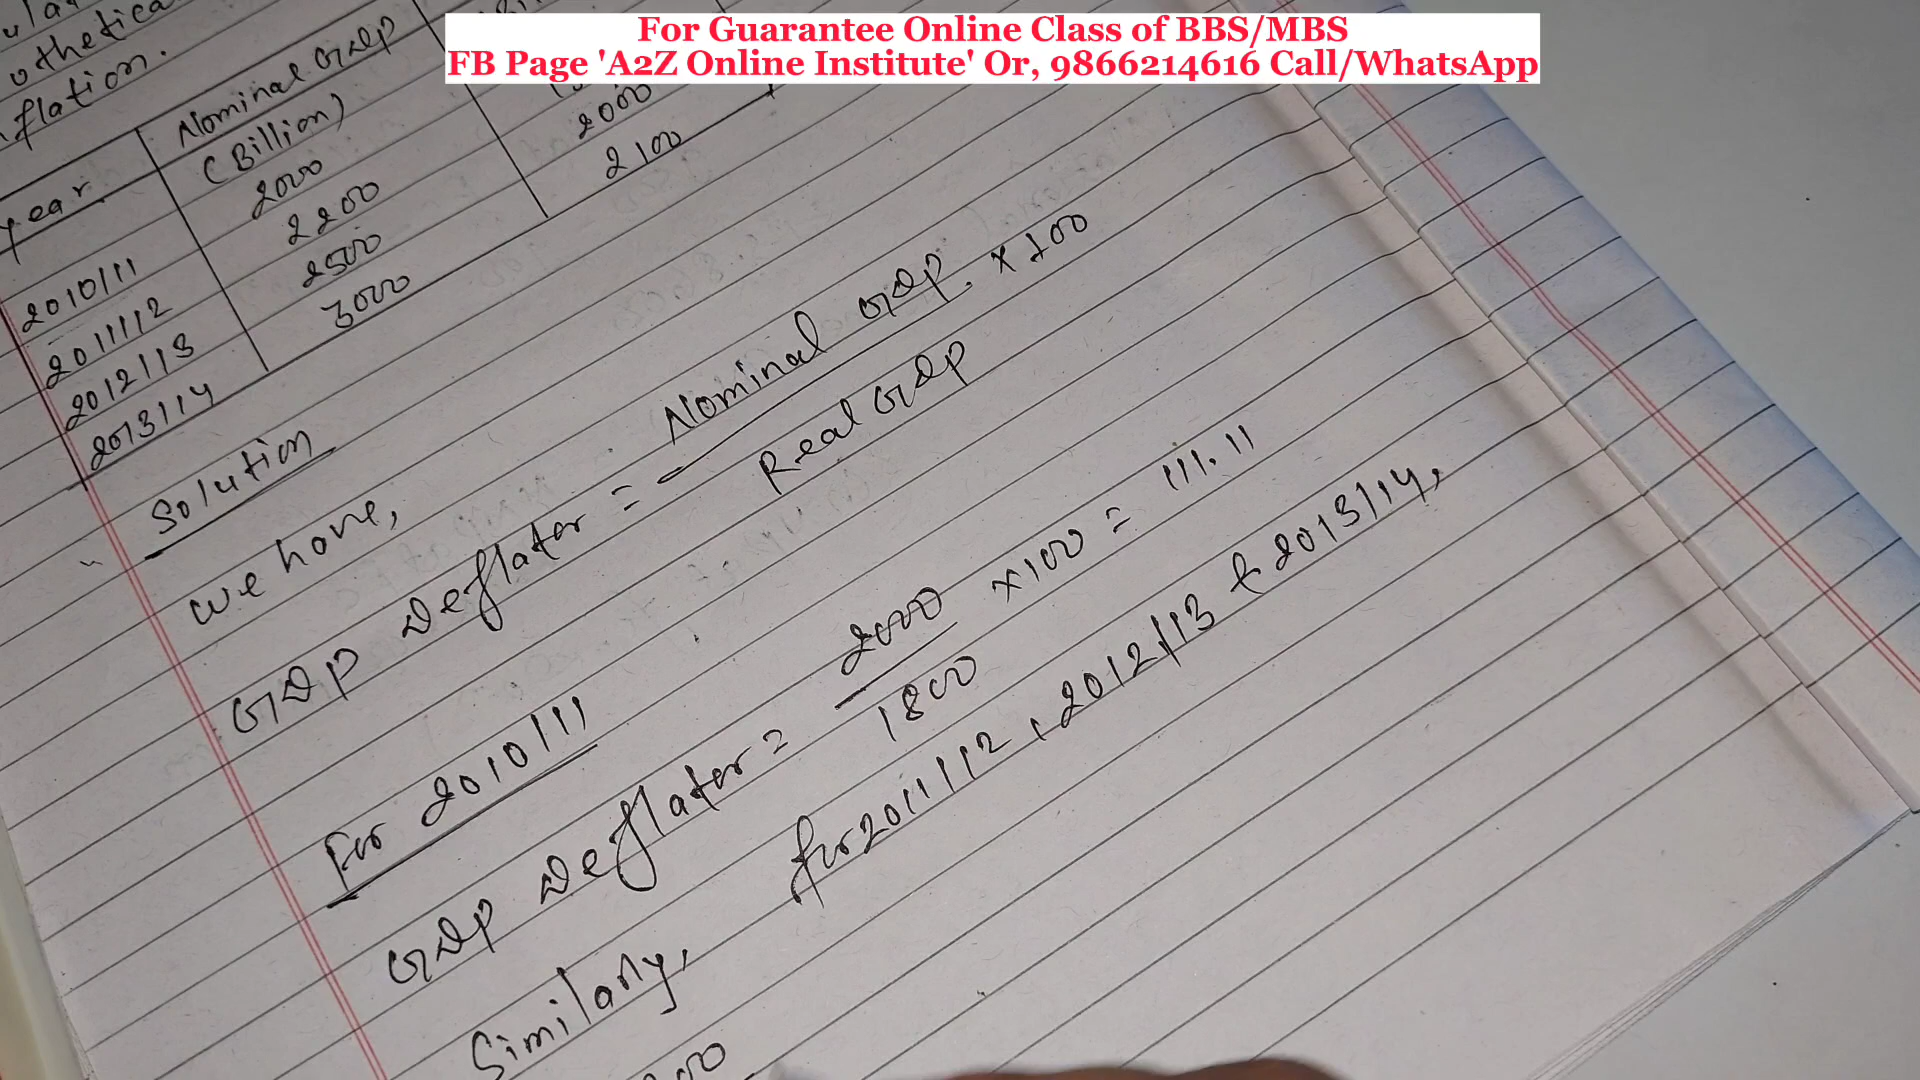 For Guarantee Online Class of BBS/MBS
FB Page 'A2Z Online Institute' Or, 9866214616 Call/WhatsApp
flation.
year Nominal GDP
(Billion)
2010/11 2000
2011/12 2200
2012/13 2500 2000
2013/14 3000 2100
Solution
we have,
GDP Deflator = Nominal GDP × 100
Real GDP
For 2010/11
GDP Deflator = 2000 ×100 = 111.11
1800
Similarly, for 2011/12, 2012/13 & 2013/14,